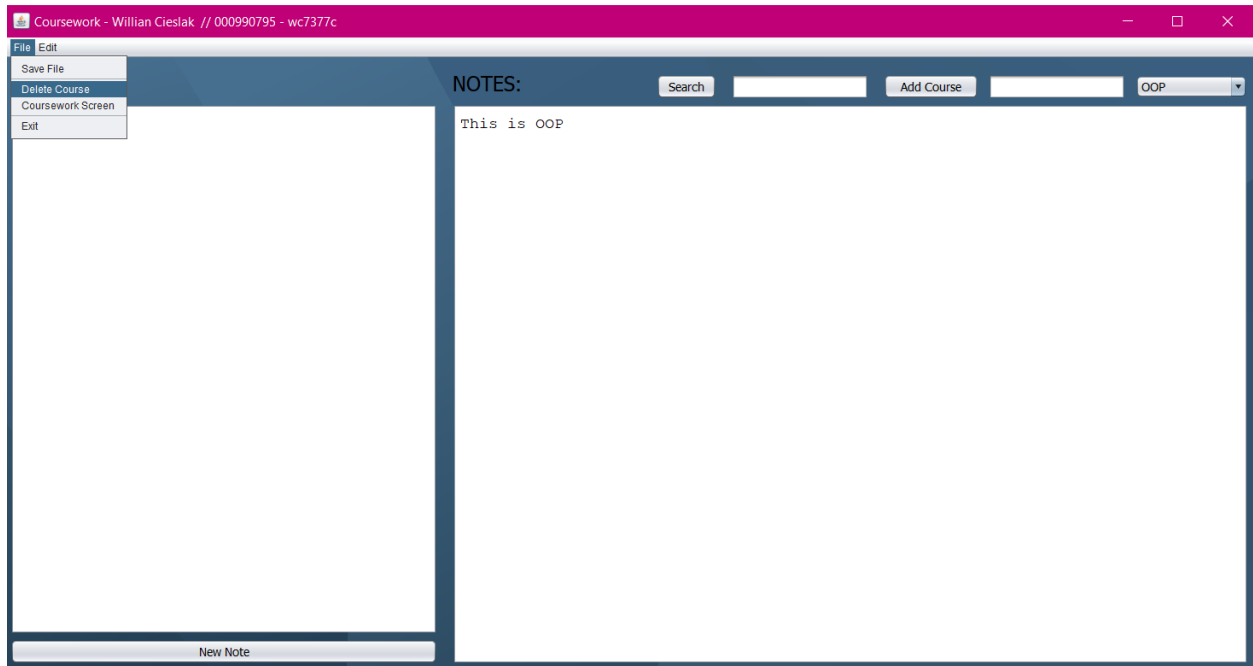 Coursework - Willian Cieslak // 000990795 - wc7377c
File Edit
Save File
Delete Course
Coursework Screen
Exit
NOTES: Search Add Course OOP
This is OOP
New Note